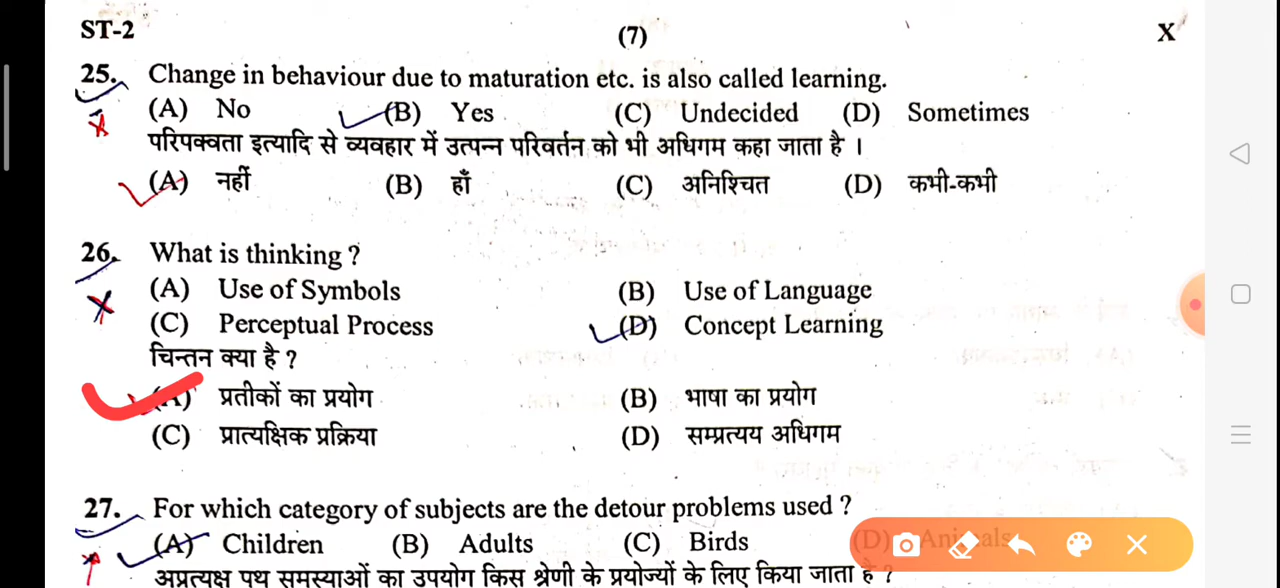 ST-2 (7) X
25. Change in behaviour due to maturation etc. is also called learning.
(A) No (B) Yes (C) Undecided (D) Sometimes
परिपक्वता इत्यादि से व्यवहार में उत्पन्न परिवर्तन को भी अधिगम कहा जाता है ।
(A) नहीं (B) हाँ (C) अनिश्चित (D) कभी-कभी
26. What is thinking ?
(A) Use of Symbols (B) Use of Language
(C) Perceptual Process (D) Concept Learning
चिन्तन क्या है ?
(A) प्रतीकों का प्रयोग (B) भाषा का प्रयोग
(C) प्रात्यक्षिक प्रक्रिया (D) सम्प्रत्यय अधिगम
27. For which category of subjects are the detour problems used ?
(A) Children (B) Adults (C) Birds (D) Animals
अप्रत्यक्ष पथ समस्याओं का उपयोग किस श्रेणी के प्रयोज्यों के लिए किया जाता है ?